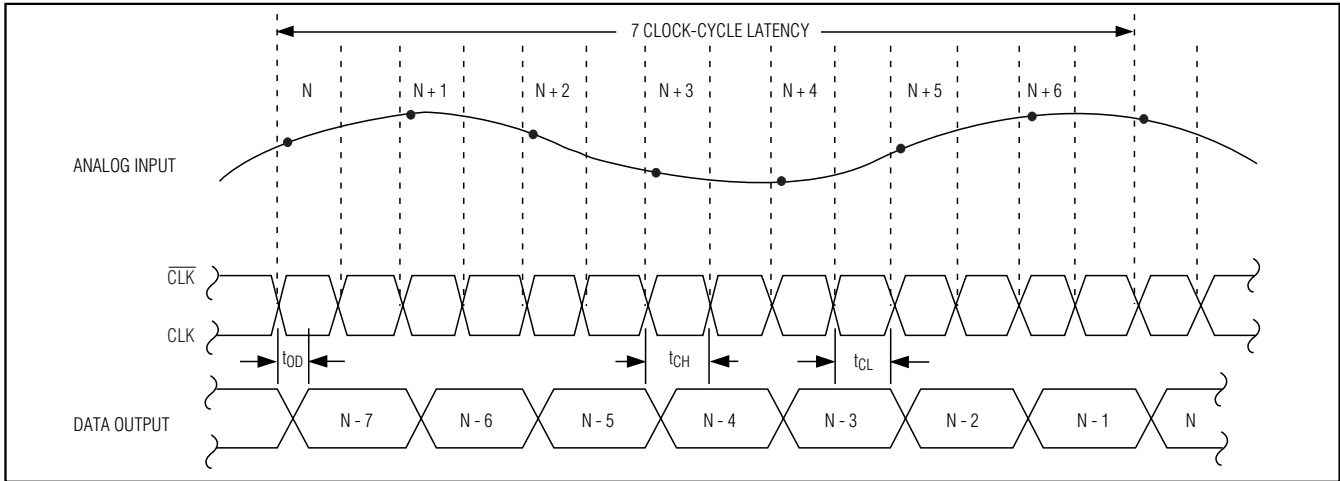 7 CLOCK-CYCLE LATENCY
N N + 1 N + 2 N + 3 N + 4 N + 5 N + 6
ANALOG INPUT
C̅L̅K̅
CLK
tOD tCH tCL
DATA OUTPUT N - 7 N - 6 N - 5 N - 4 N - 3 N - 2 N - 1 N